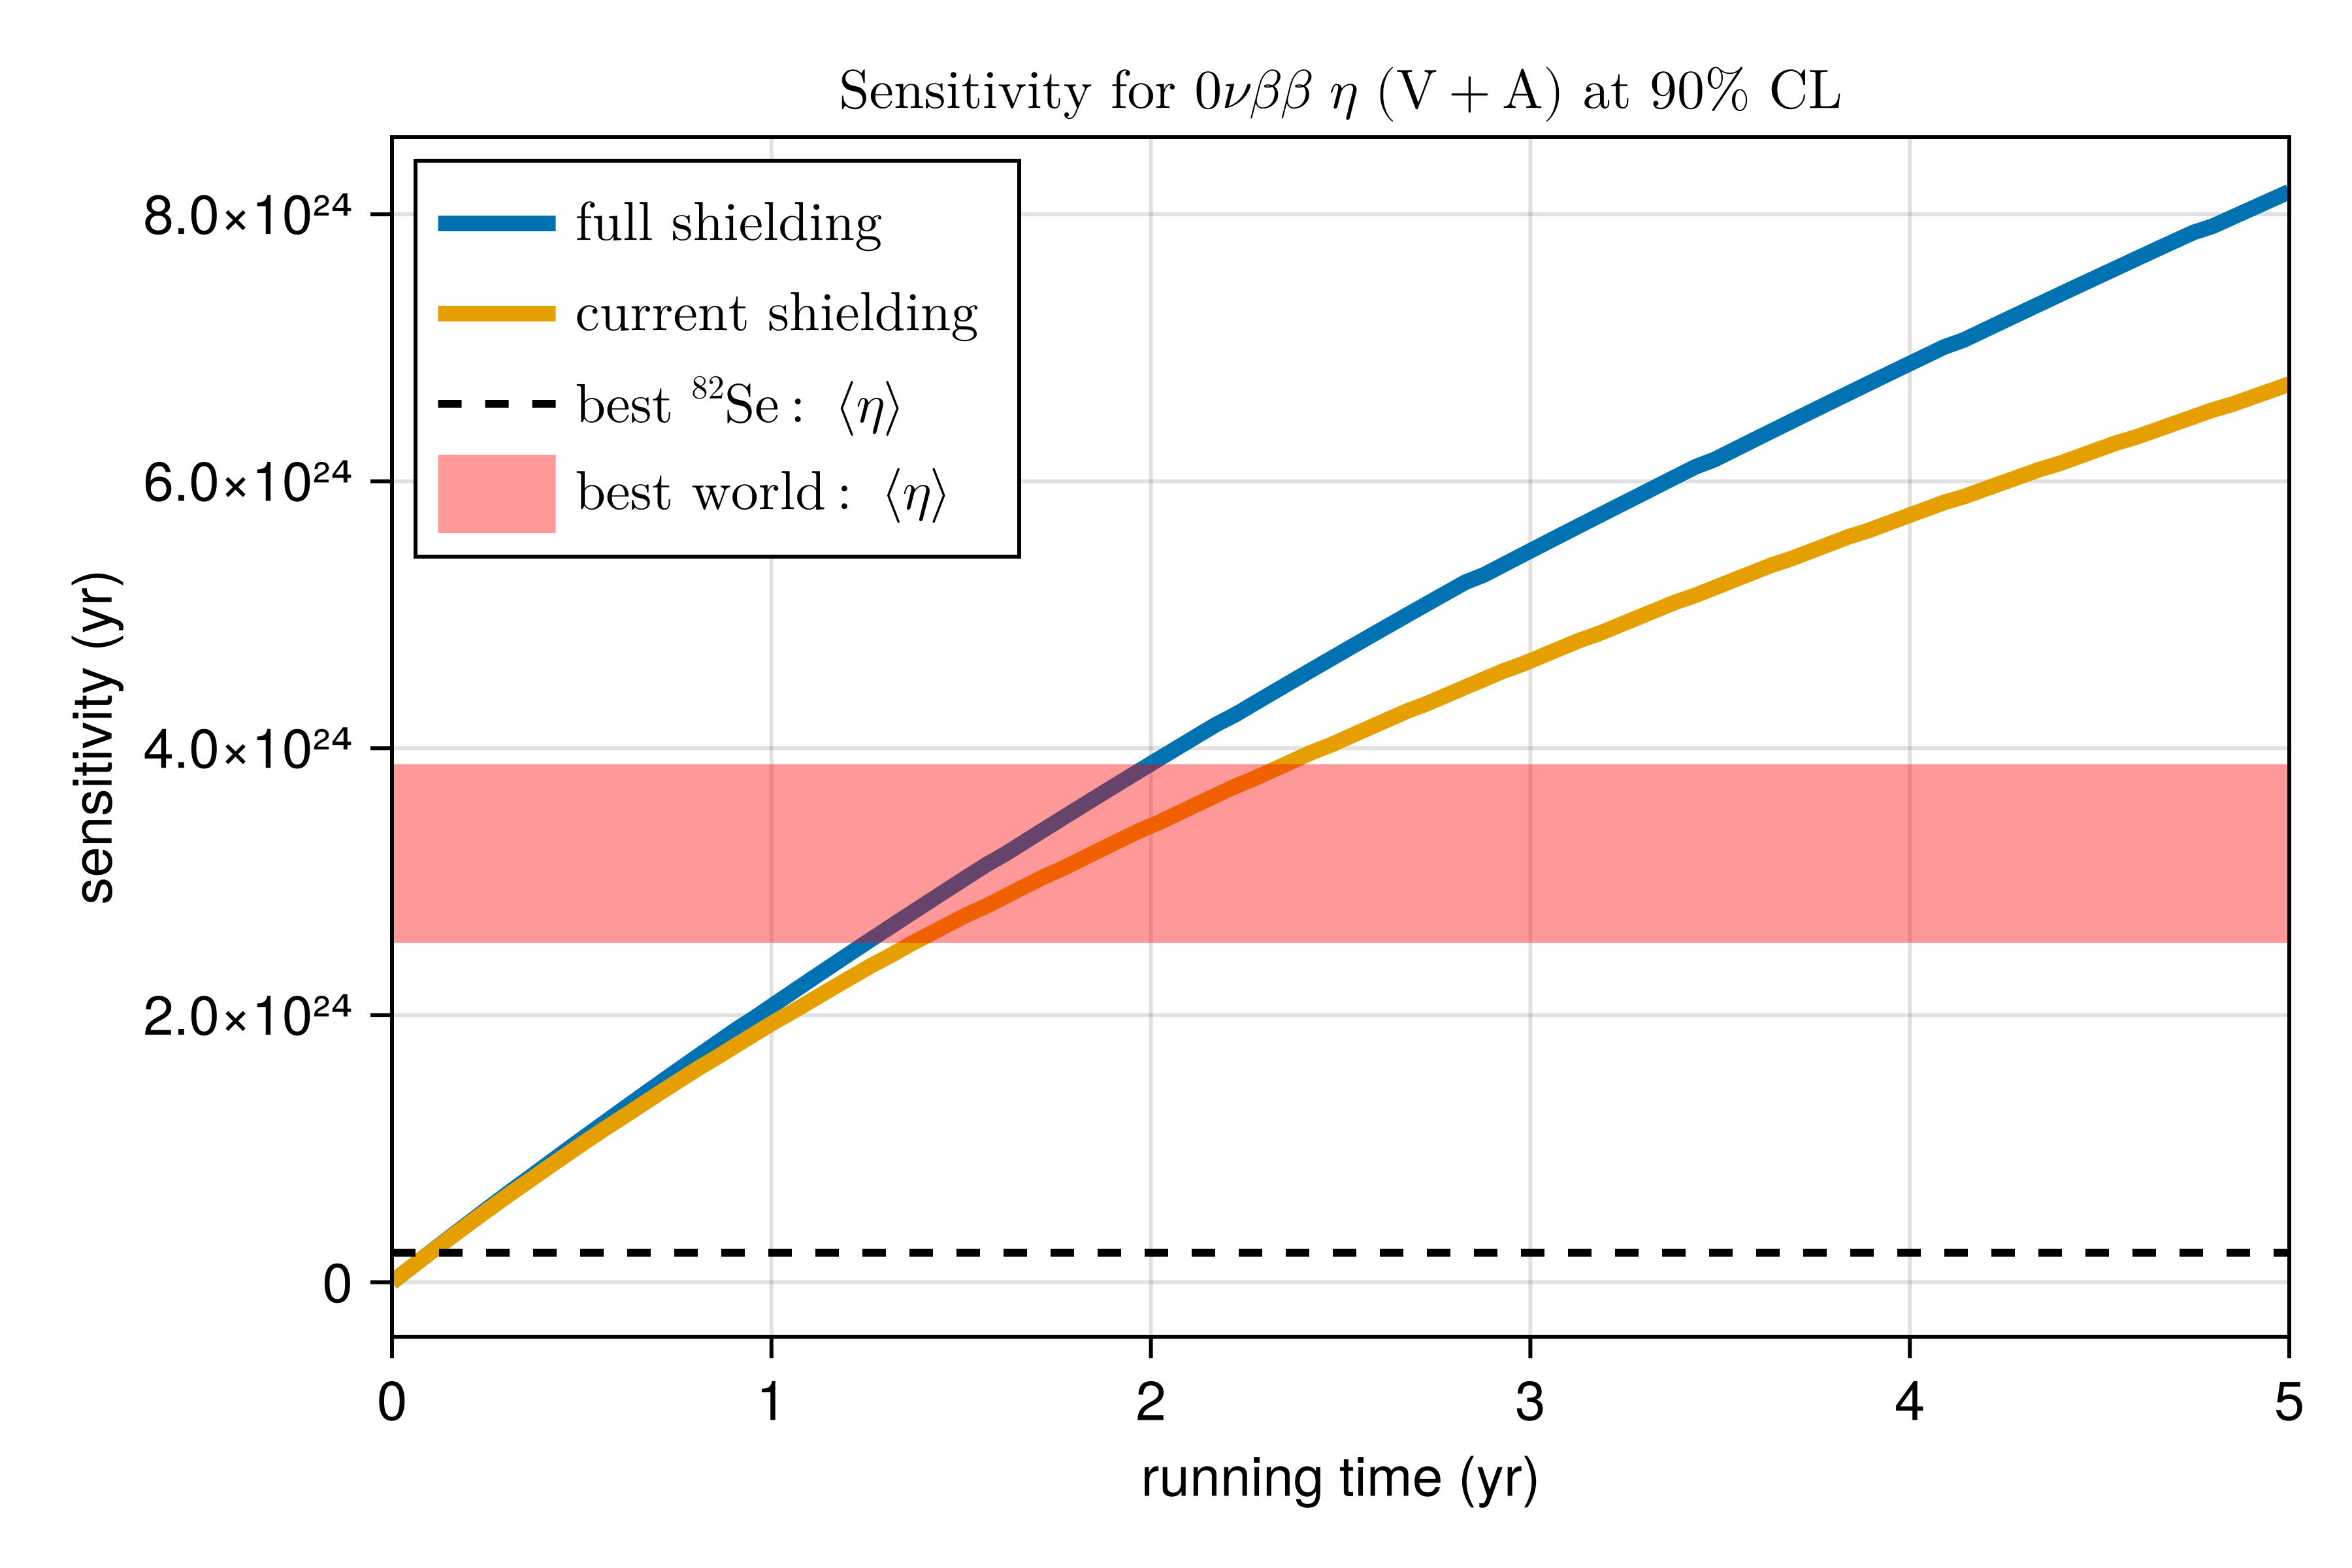 Sensitivity for 0νββ η (V + A) at 90% CL
full shielding
current shielding
best ⁸²Se: ⟨η⟩
best world: ⟨η⟩
8.0×10²⁴
6.0×10²⁴
4.0×10²⁴
2.0×10²⁴
0
sensitivity (yr)
0 1 2 3 4 5
running time (yr)